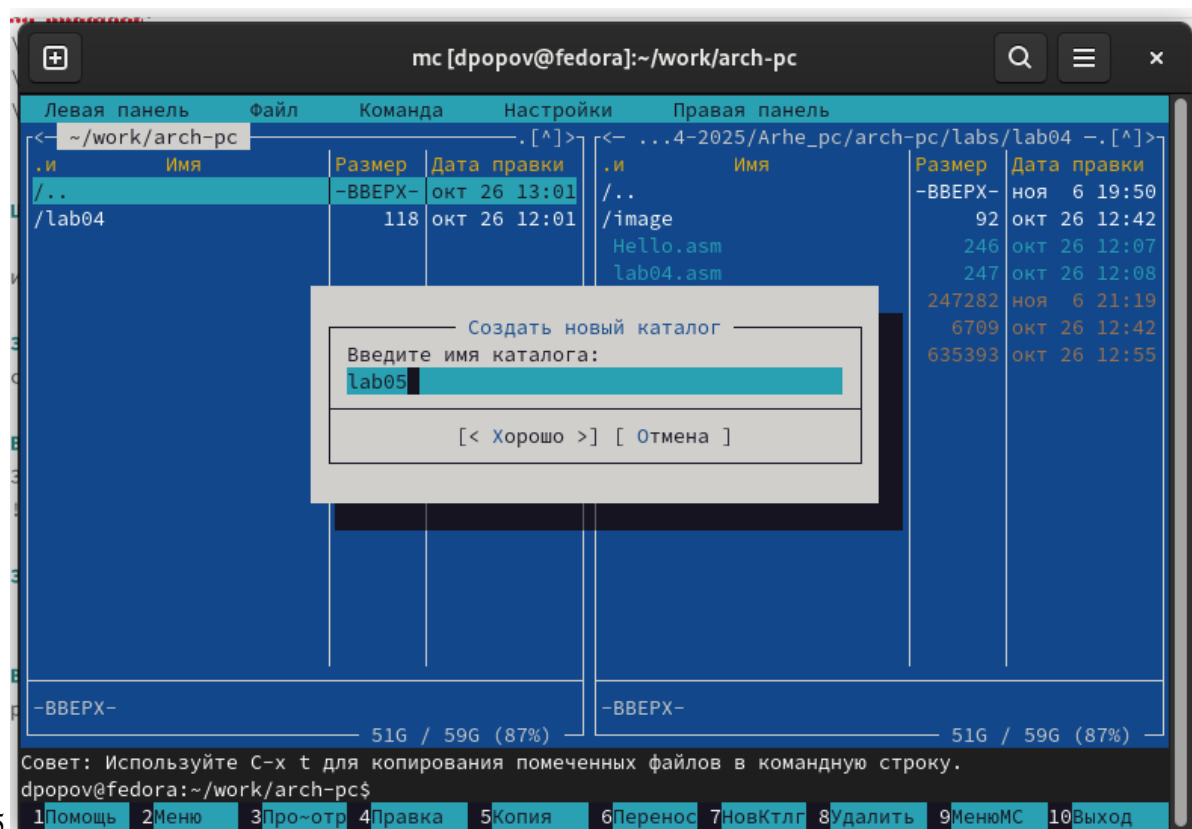 mc [dpopov@fedora]:~/work/arch-pc
Левая панель Файл Команда Настройки Правая панель
<— ~/work/arch-pc .[^]> <— ...4-2025/Arhe_pc/arch-pc/labs/lab04 —.[^]>
.и Имя Размер Дата правки .и Имя Размер Дата правки
/.. -ВВЕРХ- окт 26 13:01 /.. -ВВЕРХ- ноя 6 19:50
/lab04 118 окт 26 12:01 /image 92 окт 26 12:42
Hello.asm 246 окт 26 12:07
lab04.asm 247 окт 26 12:08
247282 ноя 6 21:19
Создать новый каталог
6709 окт 26 12:42
Введите имя каталога:
635393 окт 26 12:55
lab05
[< Хорошо >] [ Отмена ]
-ВВЕРХ- -ВВЕРХ-
51G / 59G (87%) 51G / 59G (87%)
Совет: Используйте C-x t для копирования помеченных файлов в командную строку.
dpopov@fedora:~/work/arch-pc$
1Помощь 2Меню 3Про~отр 4Правка 5Копия 6Перенос 7НовКтлг 8Удалить 9МенюМС 10Выход